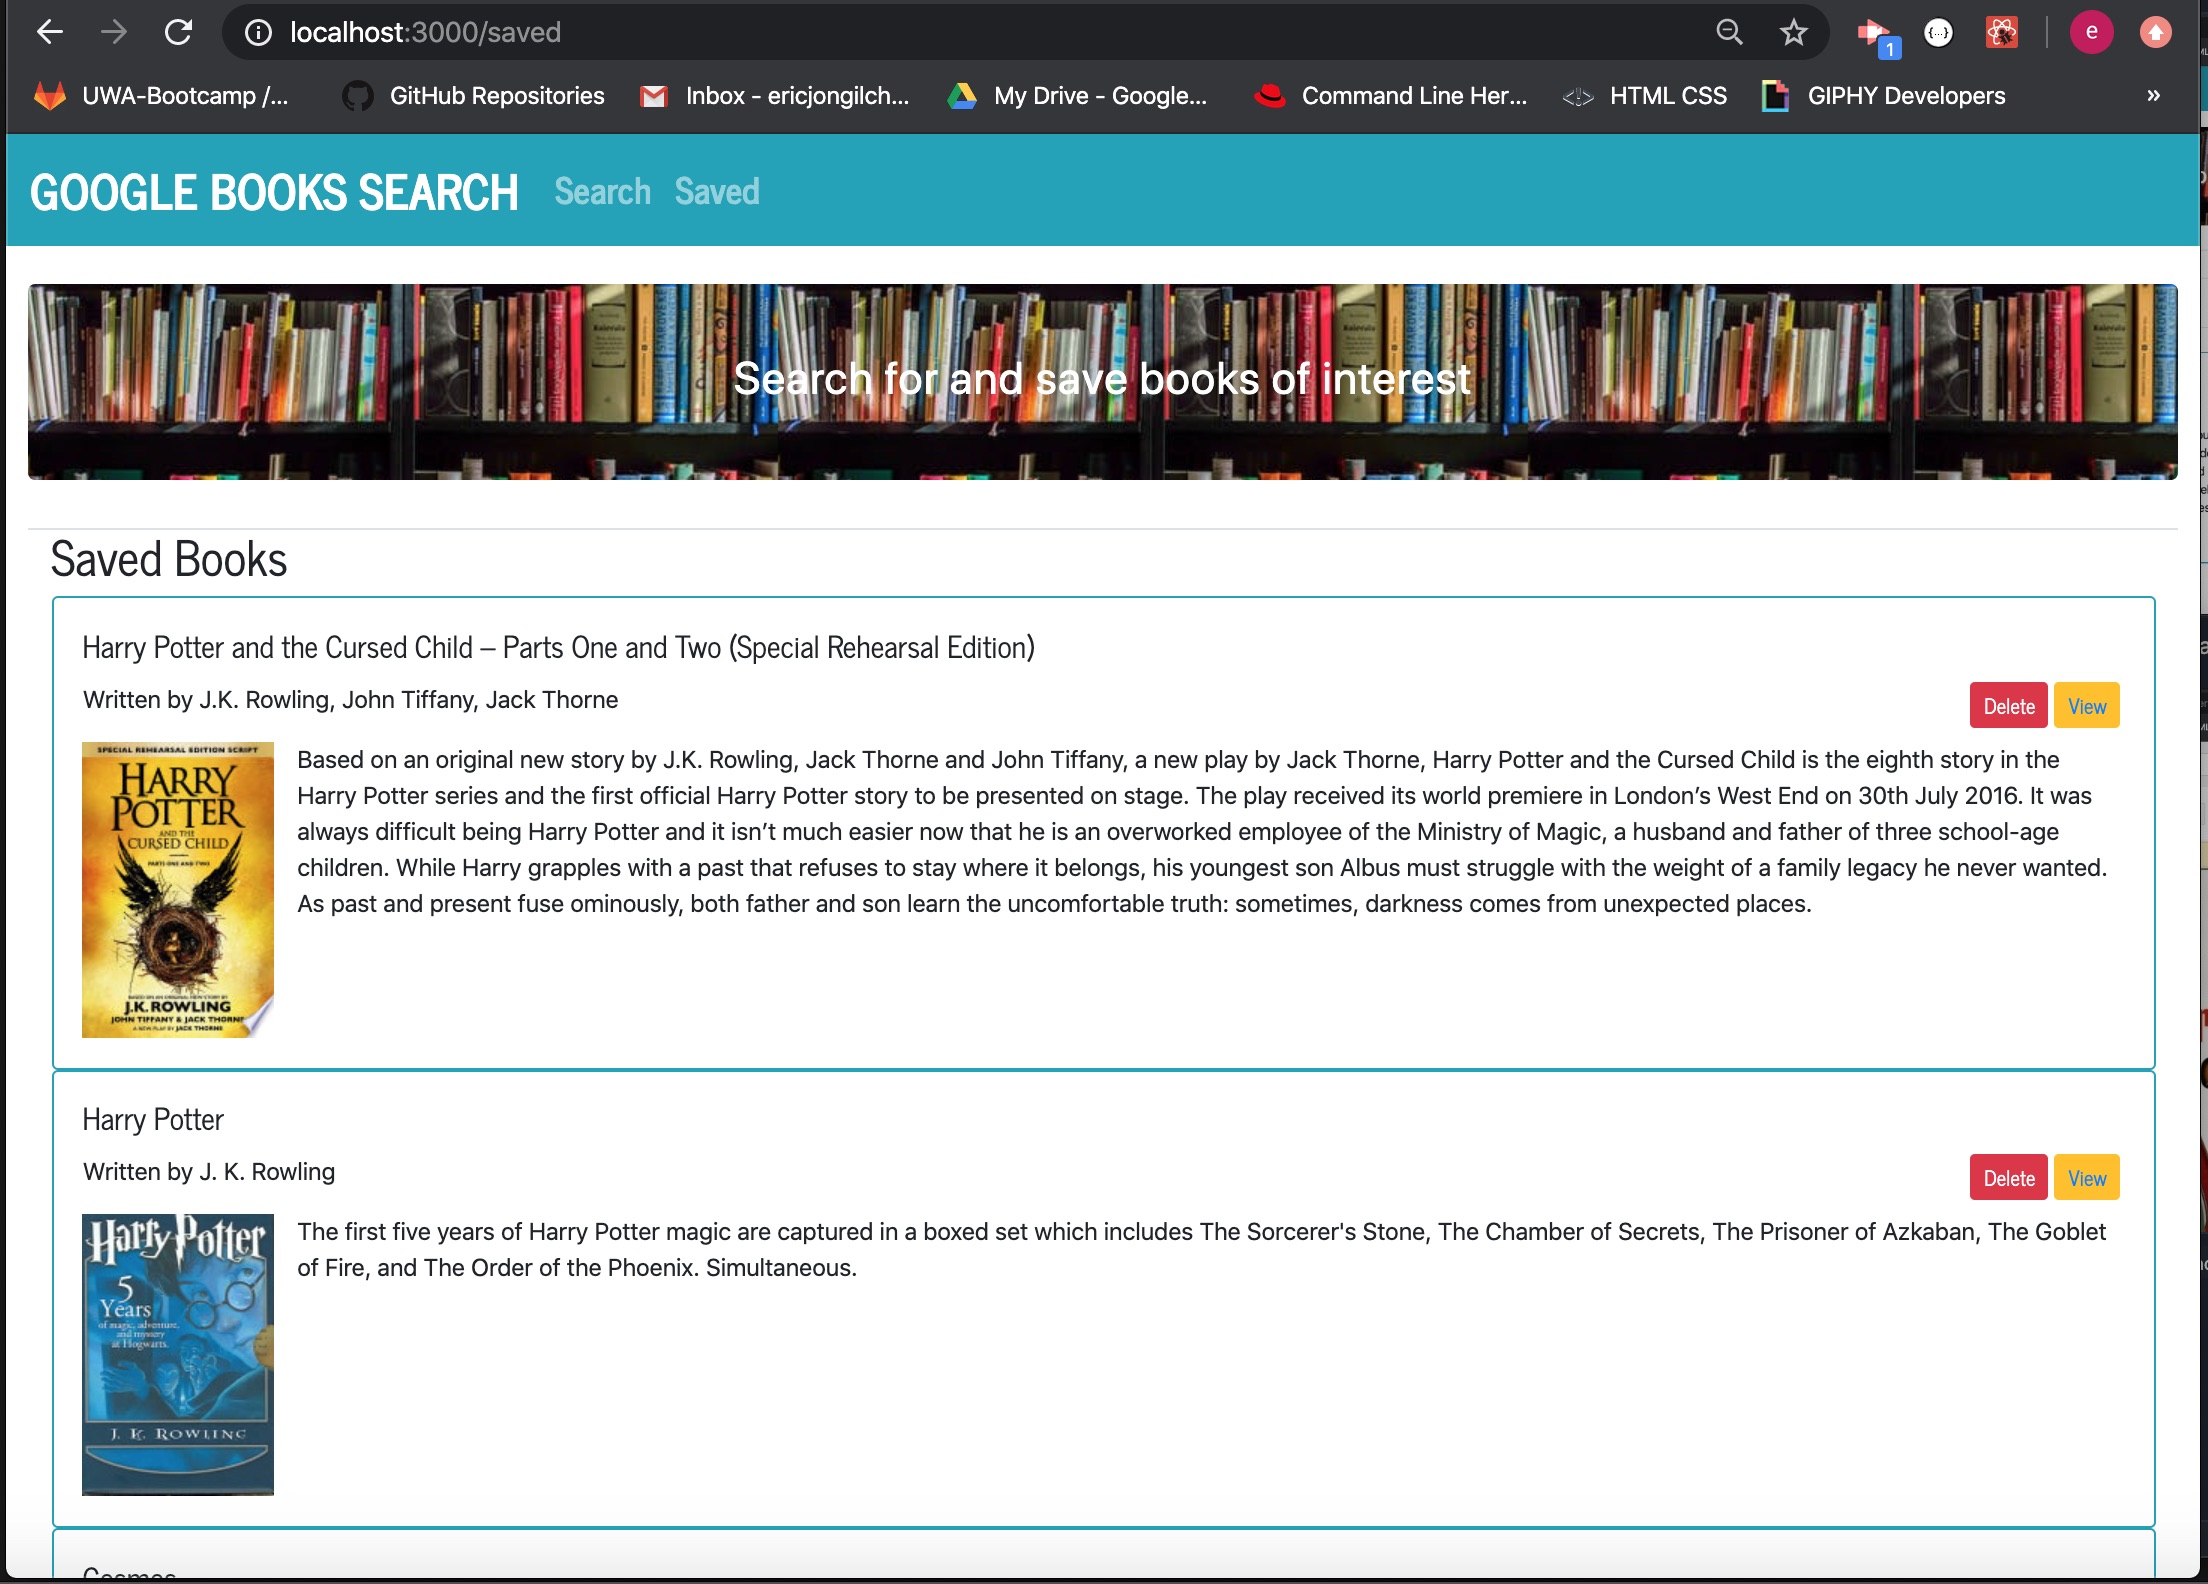 localhost:3000/saved
1
{...}
e
UWA-Bootcamp /...
GitHub Repositories
Inbox - ericjongilch...
My Drive - Google...
Command Line Her...
HTML CSS
GIPHY Developers
»
GOOGLE BOOKS SEARCH
Search
Saved
Search for and save books of interest
Saved Books
Harry Potter and the Cursed Child – Parts One and Two (Special Rehearsal Edition)
Written by J.K. Rowling, John Tiffany, Jack Thorne
Delete
View
SPECIAL REHEARSAL EDITION SCRIPT
HARRY
POTTER
AND THE
CURSED CHILD
PARTS ONE AND TWO
BASED ON AN ORIGINAL NEW STORY BY
J.K. ROWLING
JOHN TIFFANY & JACK THORNE
A NEW PLAY BY JACK THORNE
Based on an original new story by J.K. Rowling, Jack Thorne and John Tiffany, a new play by Jack Thorne, Harry Potter and the Cursed Child is the eighth story in the
Harry Potter series and the first official Harry Potter story to be presented on stage. The play received its world premiere in London’s West End on 30th July 2016. It was
always difficult being Harry Potter and it isn’t much easier now that he is an overworked employee of the Ministry of Magic, a husband and father of three school-age
children. While Harry grapples with a past that refuses to stay where it belongs, his youngest son Albus must struggle with the weight of a family legacy he never wanted.
As past and present fuse ominously, both father and son learn the uncomfortable truth: sometimes, darkness comes from unexpected places.
Harry Potter
Written by J. K. Rowling
Delete
View
Harry Potter
5
Years
of magic, adventure,
and mystery
at Hogwarts.
J. K. ROWLING
The first five years of Harry Potter magic are captured in a boxed set which includes The Sorcerer's Stone, The Chamber of Secrets, The Prisoner of Azkaban, The Goblet
of Fire, and The Order of the Phoenix. Simultaneous.
Cosmos